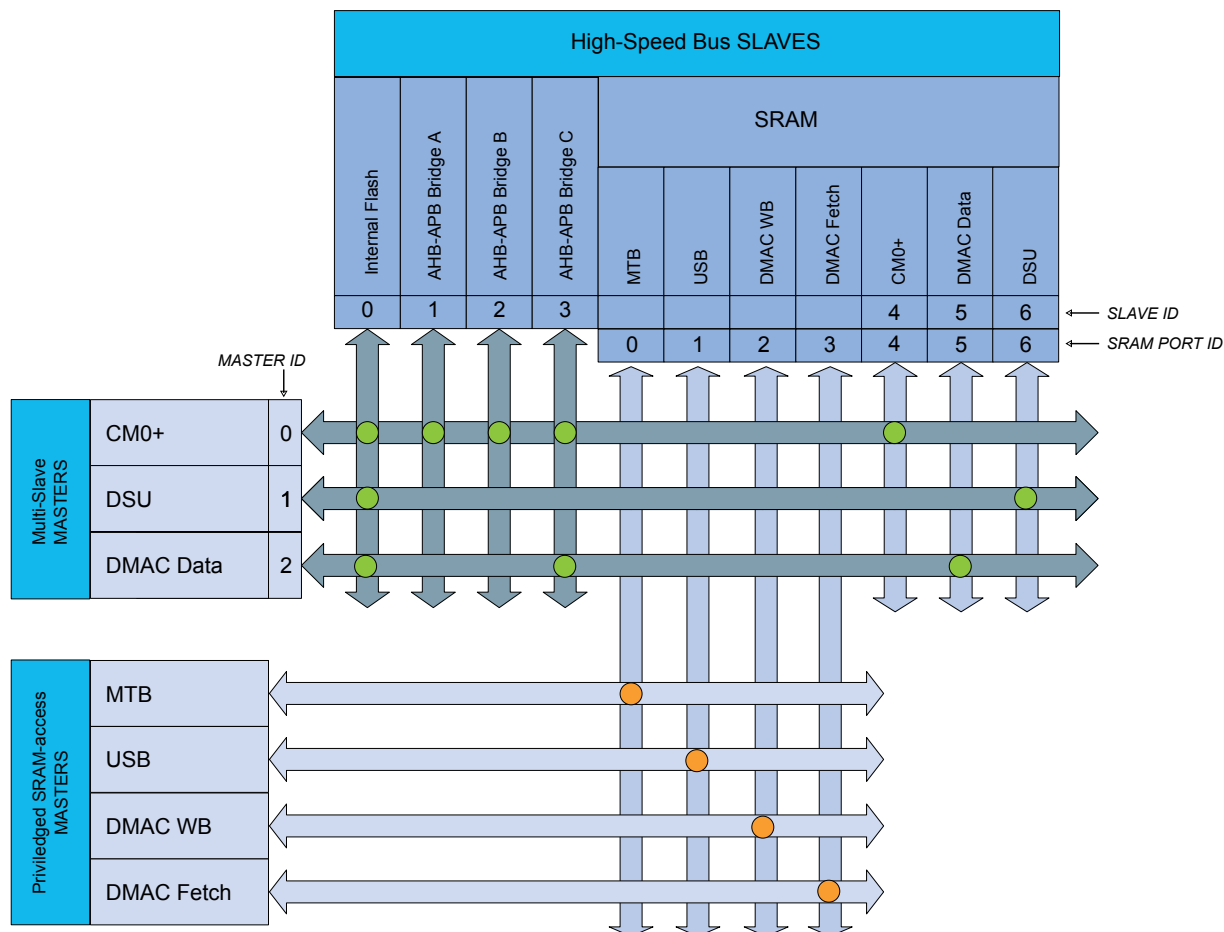 High-Speed Bus SLAVES
SRAM
Internal Flash
AHB-APB Bridge A
AHB-APB Bridge B
AHB-APB Bridge C
MTB
USB
DMAC WB
DMAC Fetch
CM0+
DMAC Data
DSU
0 1 2 3 4 5 6 SLAVE ID
0 1 2 3 4 5 6 SRAM PORT ID
MASTER ID
Multi-Slave
MASTERS
CM0+ 0
DSU 1
DMAC Data 2
Priviledged SRAM-access
MASTERS
MTB
USB
DMAC WB
DMAC Fetch